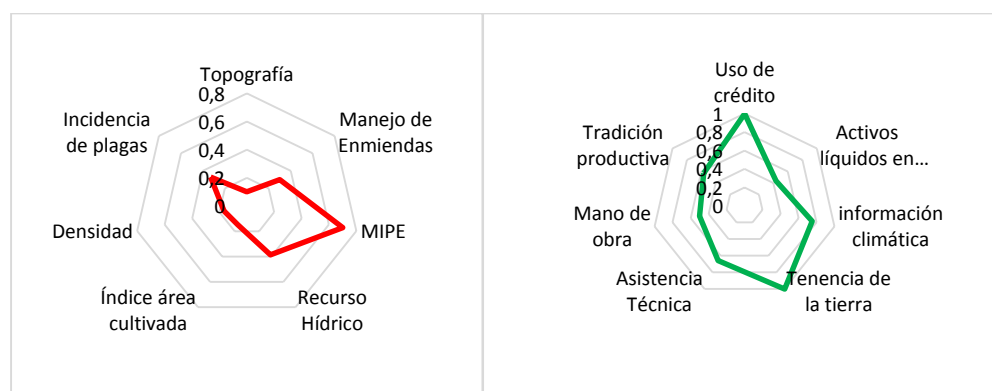 Topografía
0,8
0,6
0,4
0,2
0
Manejo de
Enmiendas
MIPE
Recurso
Hídrico
Índice área
cultivada
Densidad
Incidencia
de plagas
Uso de
crédito
1
0,8
0,6
0,4
0,2
0
Activos
líquidos en...
información
climática
Tenencia de
la tierra
Asistencia
Técnica
Mano de
obra
Tradición
productiva